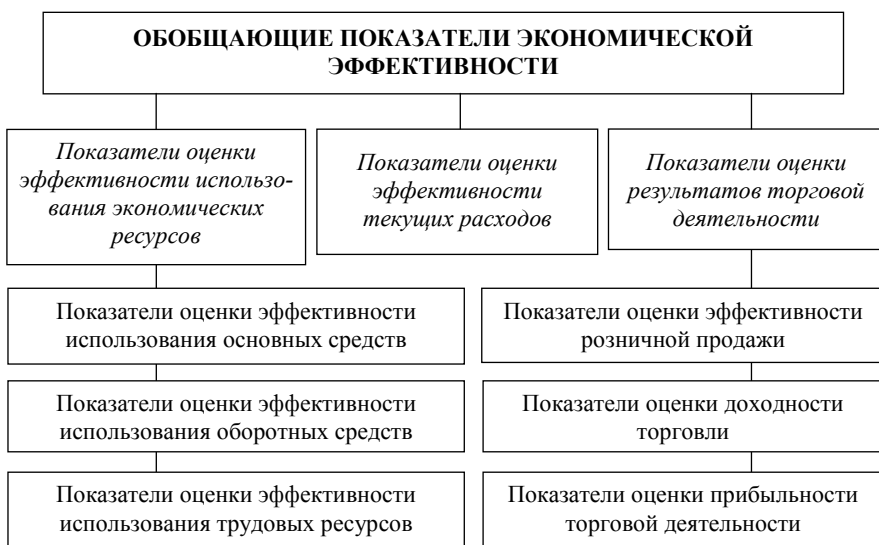 ОБОБЩАЮЩИЕ ПОКАЗАТЕЛИ ЭКОНОМИЧЕСКОЙ
ЭФФЕКТИВНОСТИ
Показатели оценки
эффективности использо-
вания экономических
ресурсов
Показатели оценки
эффективности
текущих расходов
Показатели оценки
результатов торговой
деятельности
Показатели оценки эффективности
использования основных средств
Показатели оценки эффективности
розничной продажи
Показатели оценки эффективности
использования оборотных средств
Показатели оценки доходности
торговли
Показатели оценки эффективности
использования трудовых ресурсов
Показатели оценки прибыльности
торговой деятельности